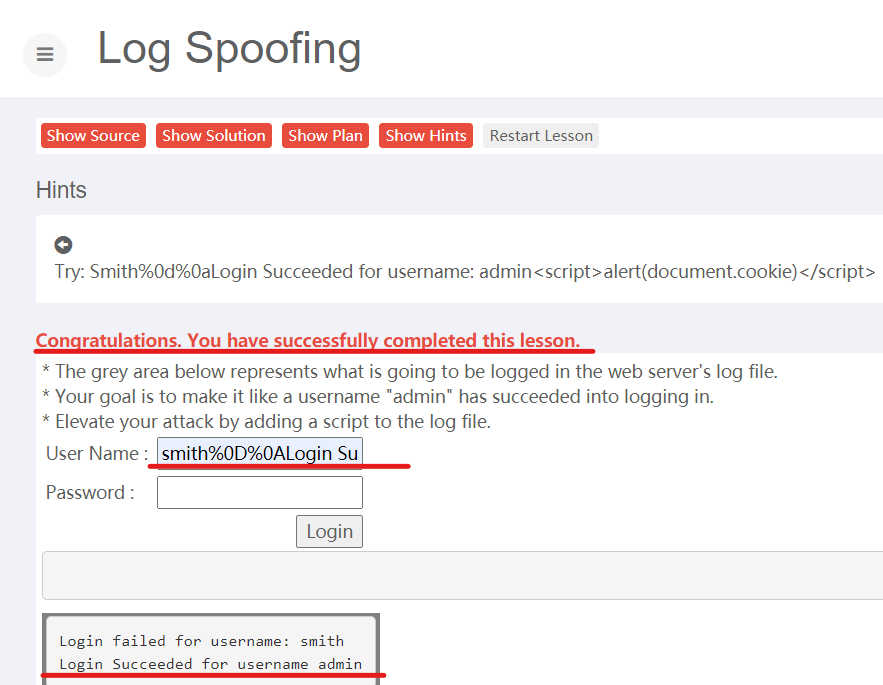 Log Spoofing
Show Source Show Solution Show Plan Show Hints Restart Lesson
Hints
Try: Smith%0d%0aLogin Succeeded for username: admin<script>alert(document.cookie)</script>
Congratulations. You have successfully completed this lesson.
* The grey area below represents what is going to be logged in the web server's log file.
* Your goal is to make it like a username "admin" has succeeded into logging in.
* Elevate your attack by adding a script to the log file.
User Name : smith%0D%0ALogin Su
Password :
Login
Login failed for username: smith
Login Succeeded for username admin